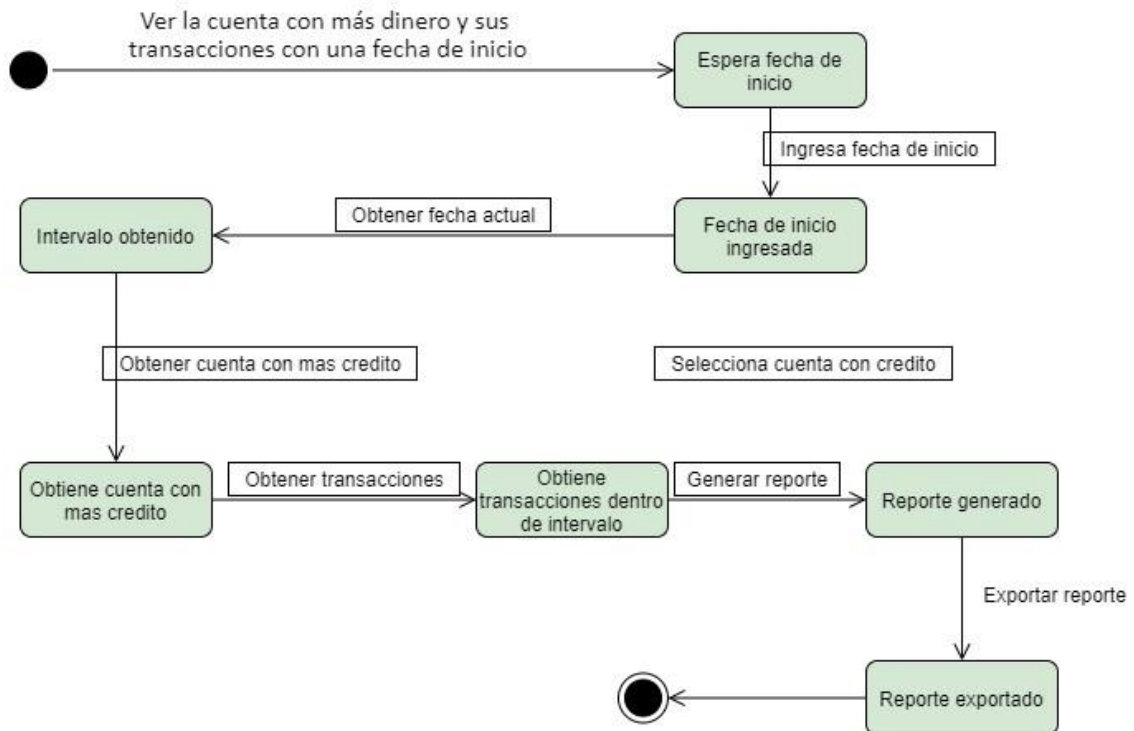 Ver la cuenta con más dinero y sus
transacciones con una fecha de inicio
Espera fecha de
inicio
Ingresa fecha de inicio
Fecha de inicio
ingresada
Obtener fecha actual
Intervalo obtenido
Obtener cuenta con mas credito
Selecciona cuenta con credito
Obtiene cuenta con
mas credito
Obtener transacciones
Obtiene
transacciones dentro
de intervalo
Generar reporte
Reporte generado
Exportar reporte
Reporte exportado